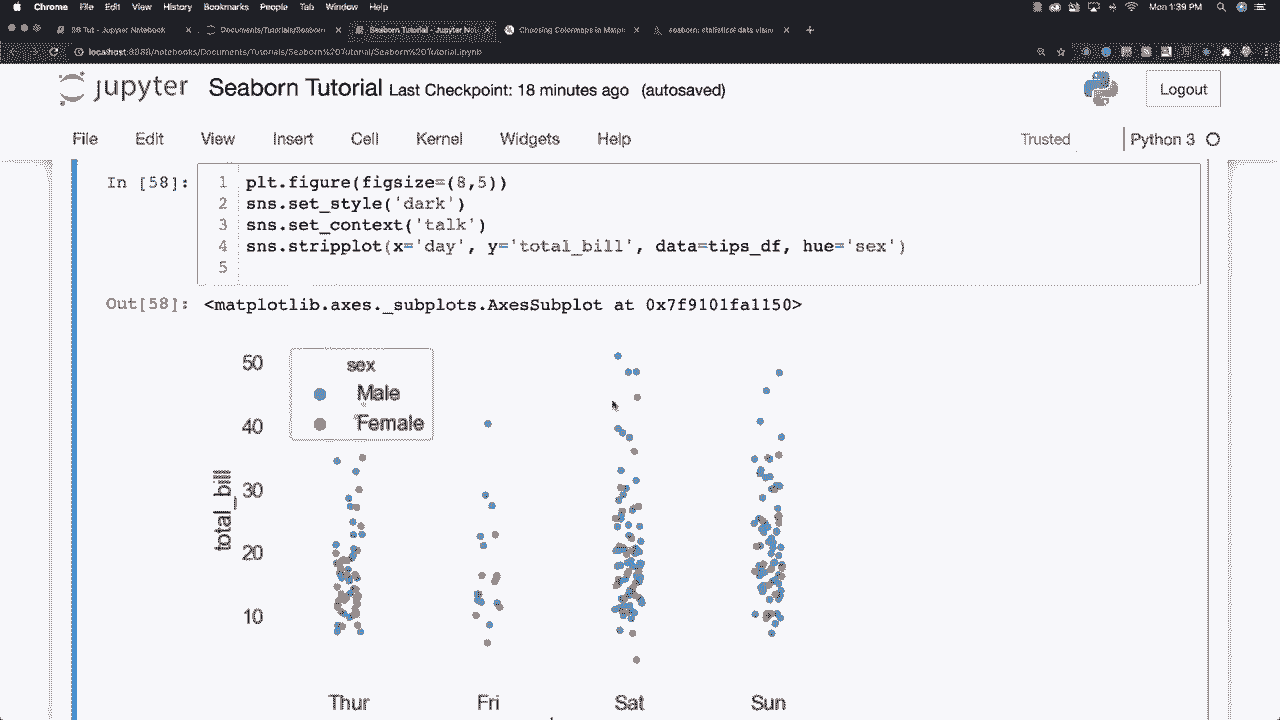 Chrome File Edit View History Bookmarks People Tab Window Help Mon 1:39 PM
SB Tut - Jupyter Notebook Documents/Tutorials/Seaborn Seaborn Tutorial - Jupyter Not Choosing Colormaps in Matpl seaborn: statistical data visu
localhost:8888/notebooks/Documents/Tutorials/Seaborn%20Tutorial/Seaborn%20Tutorial.ipynb
jupyter Seaborn Tutorial Last Checkpoint: 18 minutes ago (autosaved) Logout
File Edit View Insert Cell Kernel Widgets Help Trusted Python 3
In [58]: 1 plt.figure(figsize=(8,5))
2 sns.set_style('dark')
3 sns.set_context('talk')
4 sns.stripplot(x='day', y='total_bill', data=tips_df, hue='sex')
5
Out[58]: <matplotlib.axes._subplots.AxesSubplot at 0x7f9101fa1150>
sex
Male
Female
50
40
30
20
10
total_bill
Thur Fri Sat Sun